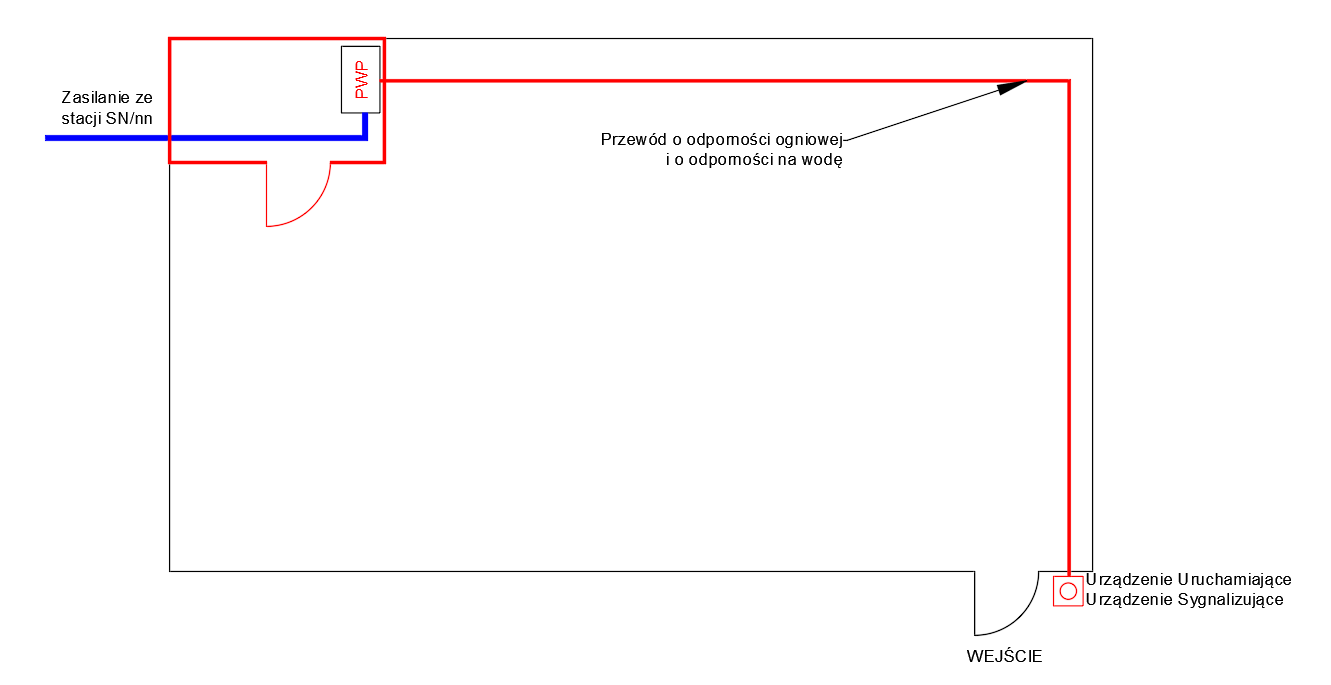 PWP
Zasilanie ze
stacji SN/nn
Przewód o odporności ogniowej
i o odporności na wodę
Urządzenie Uruchamiające
Urządzenie Sygnalizujące
WEJŚCIE